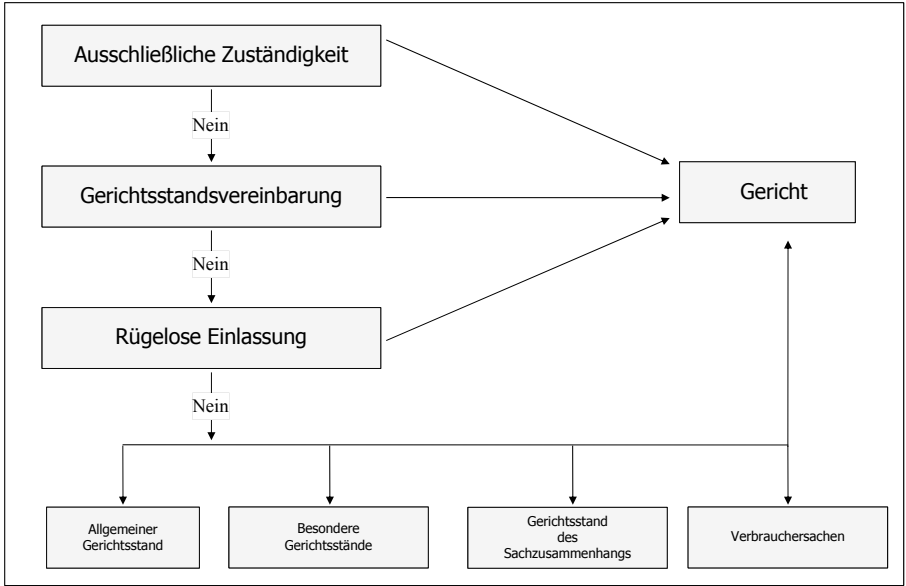 Ausschließliche Zuständigkeit
Nein
Gerichtsstandsvereinbarung
Gericht
Nein
Rügelose Einlassung
Nein
Allgemeiner
Gerichtsstand
Besondere
Gerichtsstände
Gerichtsstand
des
Sachzusammenhangs
Verbrauchersachen